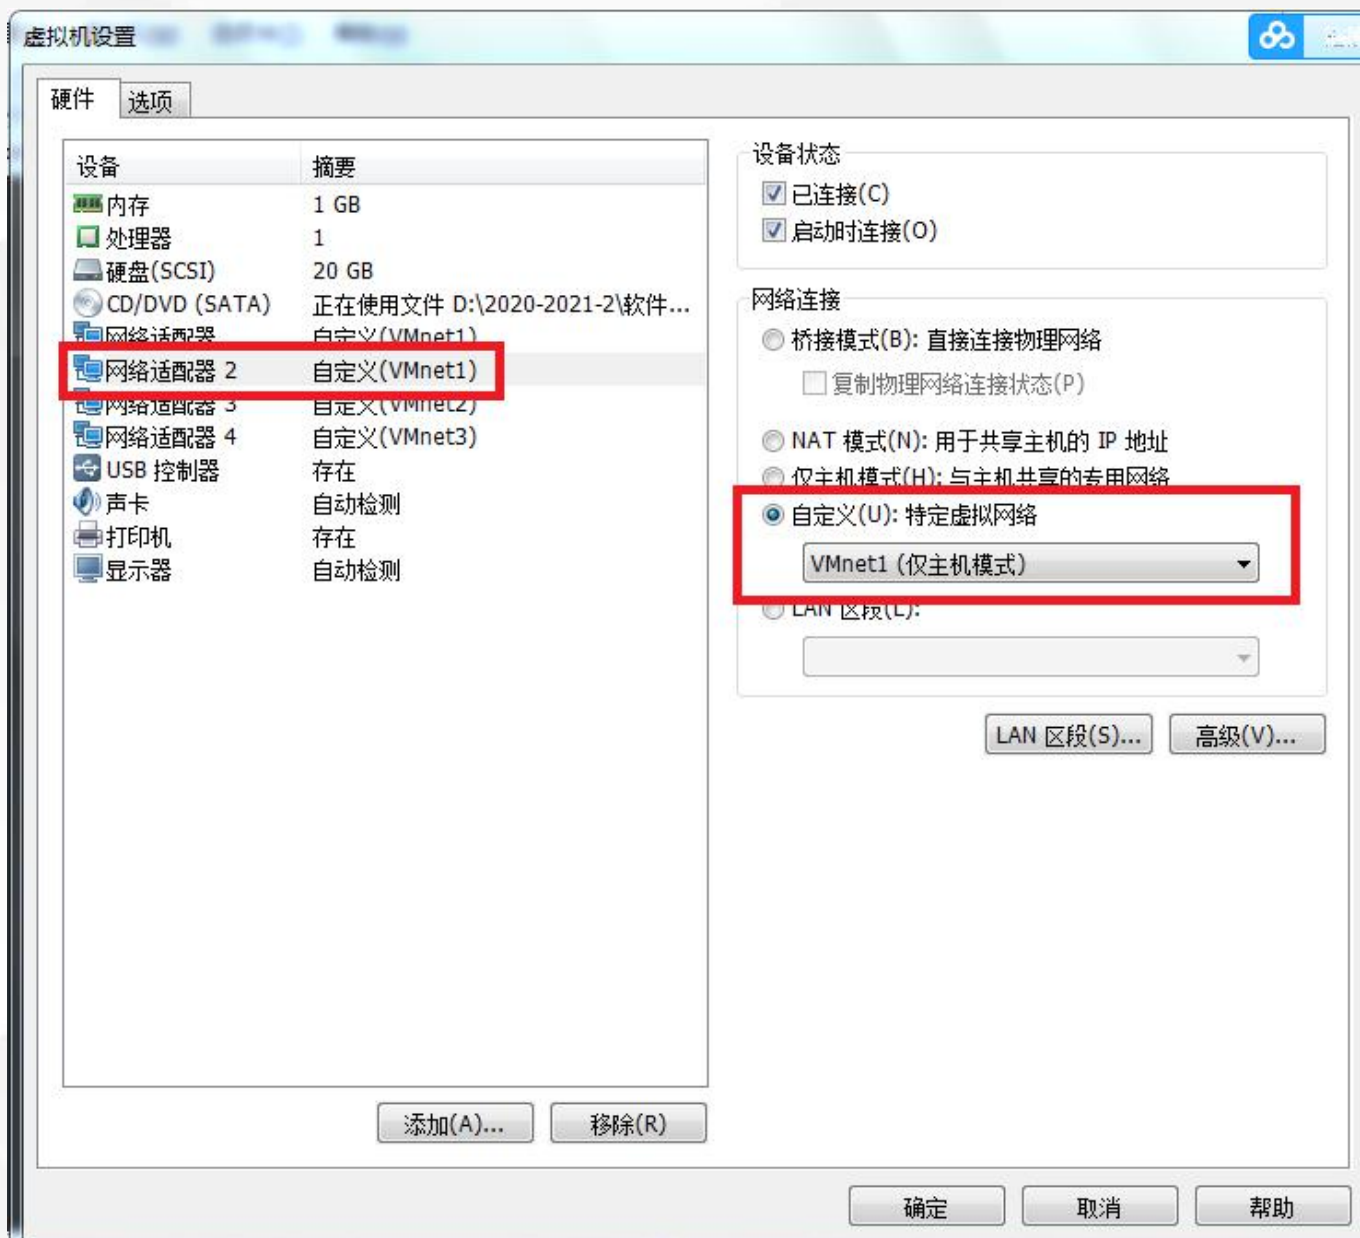 虚拟机设置
硬件
选项
设备 摘要
内存 1 GB
处理器 1
硬盘(SCSI) 20 GB
CD/DVD (SATA) 正在使用文件 D:\2020-2021-2\软件...
网络适配器 自定义(VMnet1)
网络适配器 2 自定义(VMnet1)
网络适配器 3 自定义(VMnet2)
网络适配器 4 自定义(VMnet3)
USB 控制器 存在
声卡 自动检测
打印机 存在
显示器 自动检测
添加(A)...
移除(R)
设备状态
已连接(C)
启动时连接(O)
网络连接
桥接模式(B): 直接连接物理网络
复制物理网络连接状态(P)
NAT 模式(N): 用于共享主机的 IP 地址
仅主机模式(H): 与主机共享的专用网络
自定义(U): 特定虚拟网络
VMnet1 (仅主机模式)
LAN 区段(L):
LAN 区段(S)...
高级(V)...
确定
取消
帮助